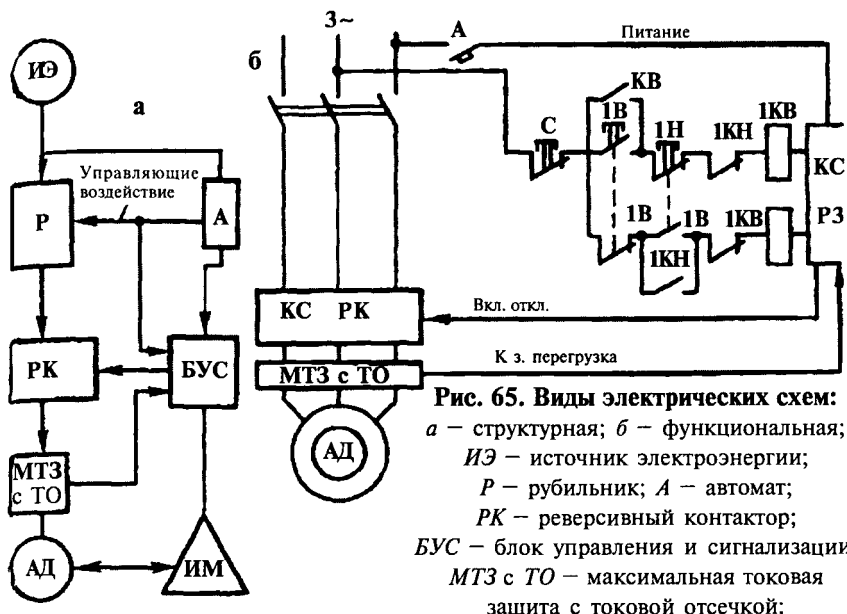 3~
А
Питание
ИЭ
б
а
КВ
1В
1Н
1КН
1КВ
С
КС
Управляющие
воздействие
Р
А
1В
1В
1КВ
РЗ
1КН
КС РК
Вкл. откл.
РК
БУС
К з. перегрузка
МТЗ с ТО
МТЗ
с ТО
АД
АД
ИМ
Рис. 65. Виды электрических схем:
а – структурная; б – функциональная;
ИЭ – источник электроэнергии;
Р – рубильник; А – автомат;
РК – реверсивный контактор;
БУС – блок управления и сигнализации
МТЗ с ТО – максимальная токовая
защита с токовой отсечкой;